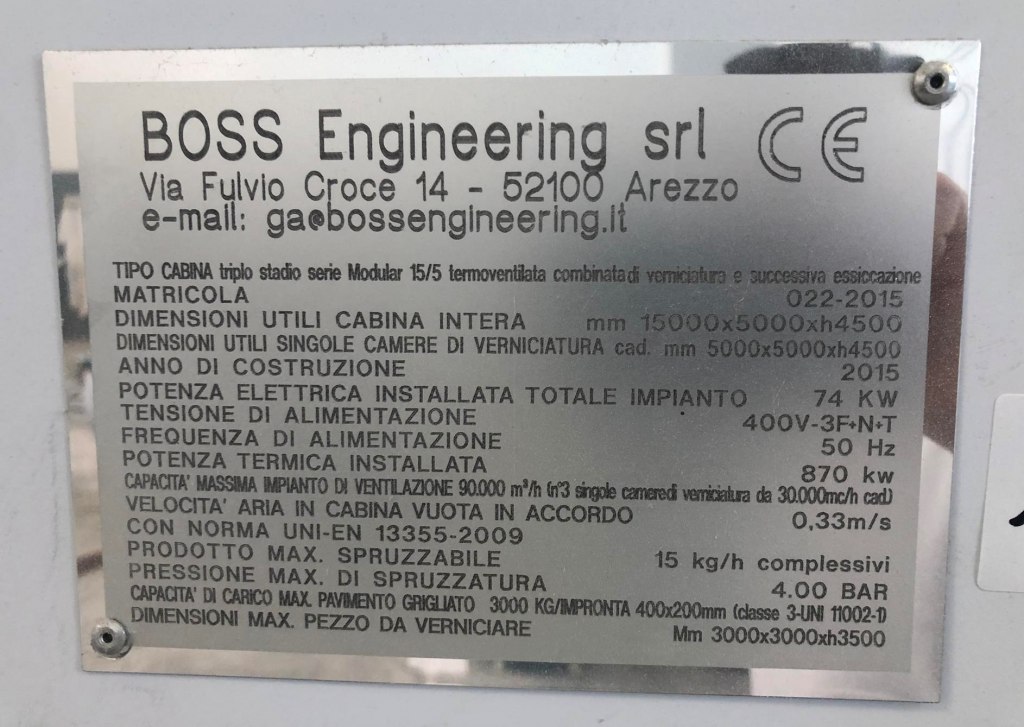 BOSS Engineering srl CE
Via Fulvio Croce 14 - 52100 Arezzo
e-mail: ga@bossengineering.it
TIPO CABINA triplo stadio serie Modular 15/5 termoventilata combinata di verniciatura e successiva essiccazione
MATRICOLA 022-2015
DIMENSIONI UTILI CABINA INTERA mm 15000x5000xh4500
DIMENSIONI UTILI SINGOLE CAMERE DI VERNICIATURA cad. mm 5000x5000xh4500
ANNO DI COSTRUZIONE 2015
POTENZA ELETTRICA INSTALLATA TOTALE IMPIANTO 74 KW
TENSIONE DI ALIMENTAZIONE 400V-3F+N+T
FREQUENZA DI ALIMENTAZIONE 50 Hz
POTENZA TERMICA INSTALLATA 870 kw
CAPACITA' MASSIMA IMPIANTO DI VENTILAZIONE 90.000 m³/h (n°3 singole camere di verniciatura da 30.000mc/h cad.)
VELOCITA' ARIA IN CABINA VUOTA IN ACCORDO 0,33m/s
CON NORMA UNI-EN 13355-2009
PRODOTTO MAX. SPRUZZABILE 15 kg/h complessivi
PRESSIONE MAX. DI SPRUZZATURA 4.00 BAR
CAPACITA' DI CARICO MAX. PAVIMENTO GRIGLIATO 3000 KG/IMPRONTA 400x200mm (classe 3-UNI 11002-1)
DIMENSIONI MAX. PEZZO DA VERNICIARE Mm 3000x3000xh3500